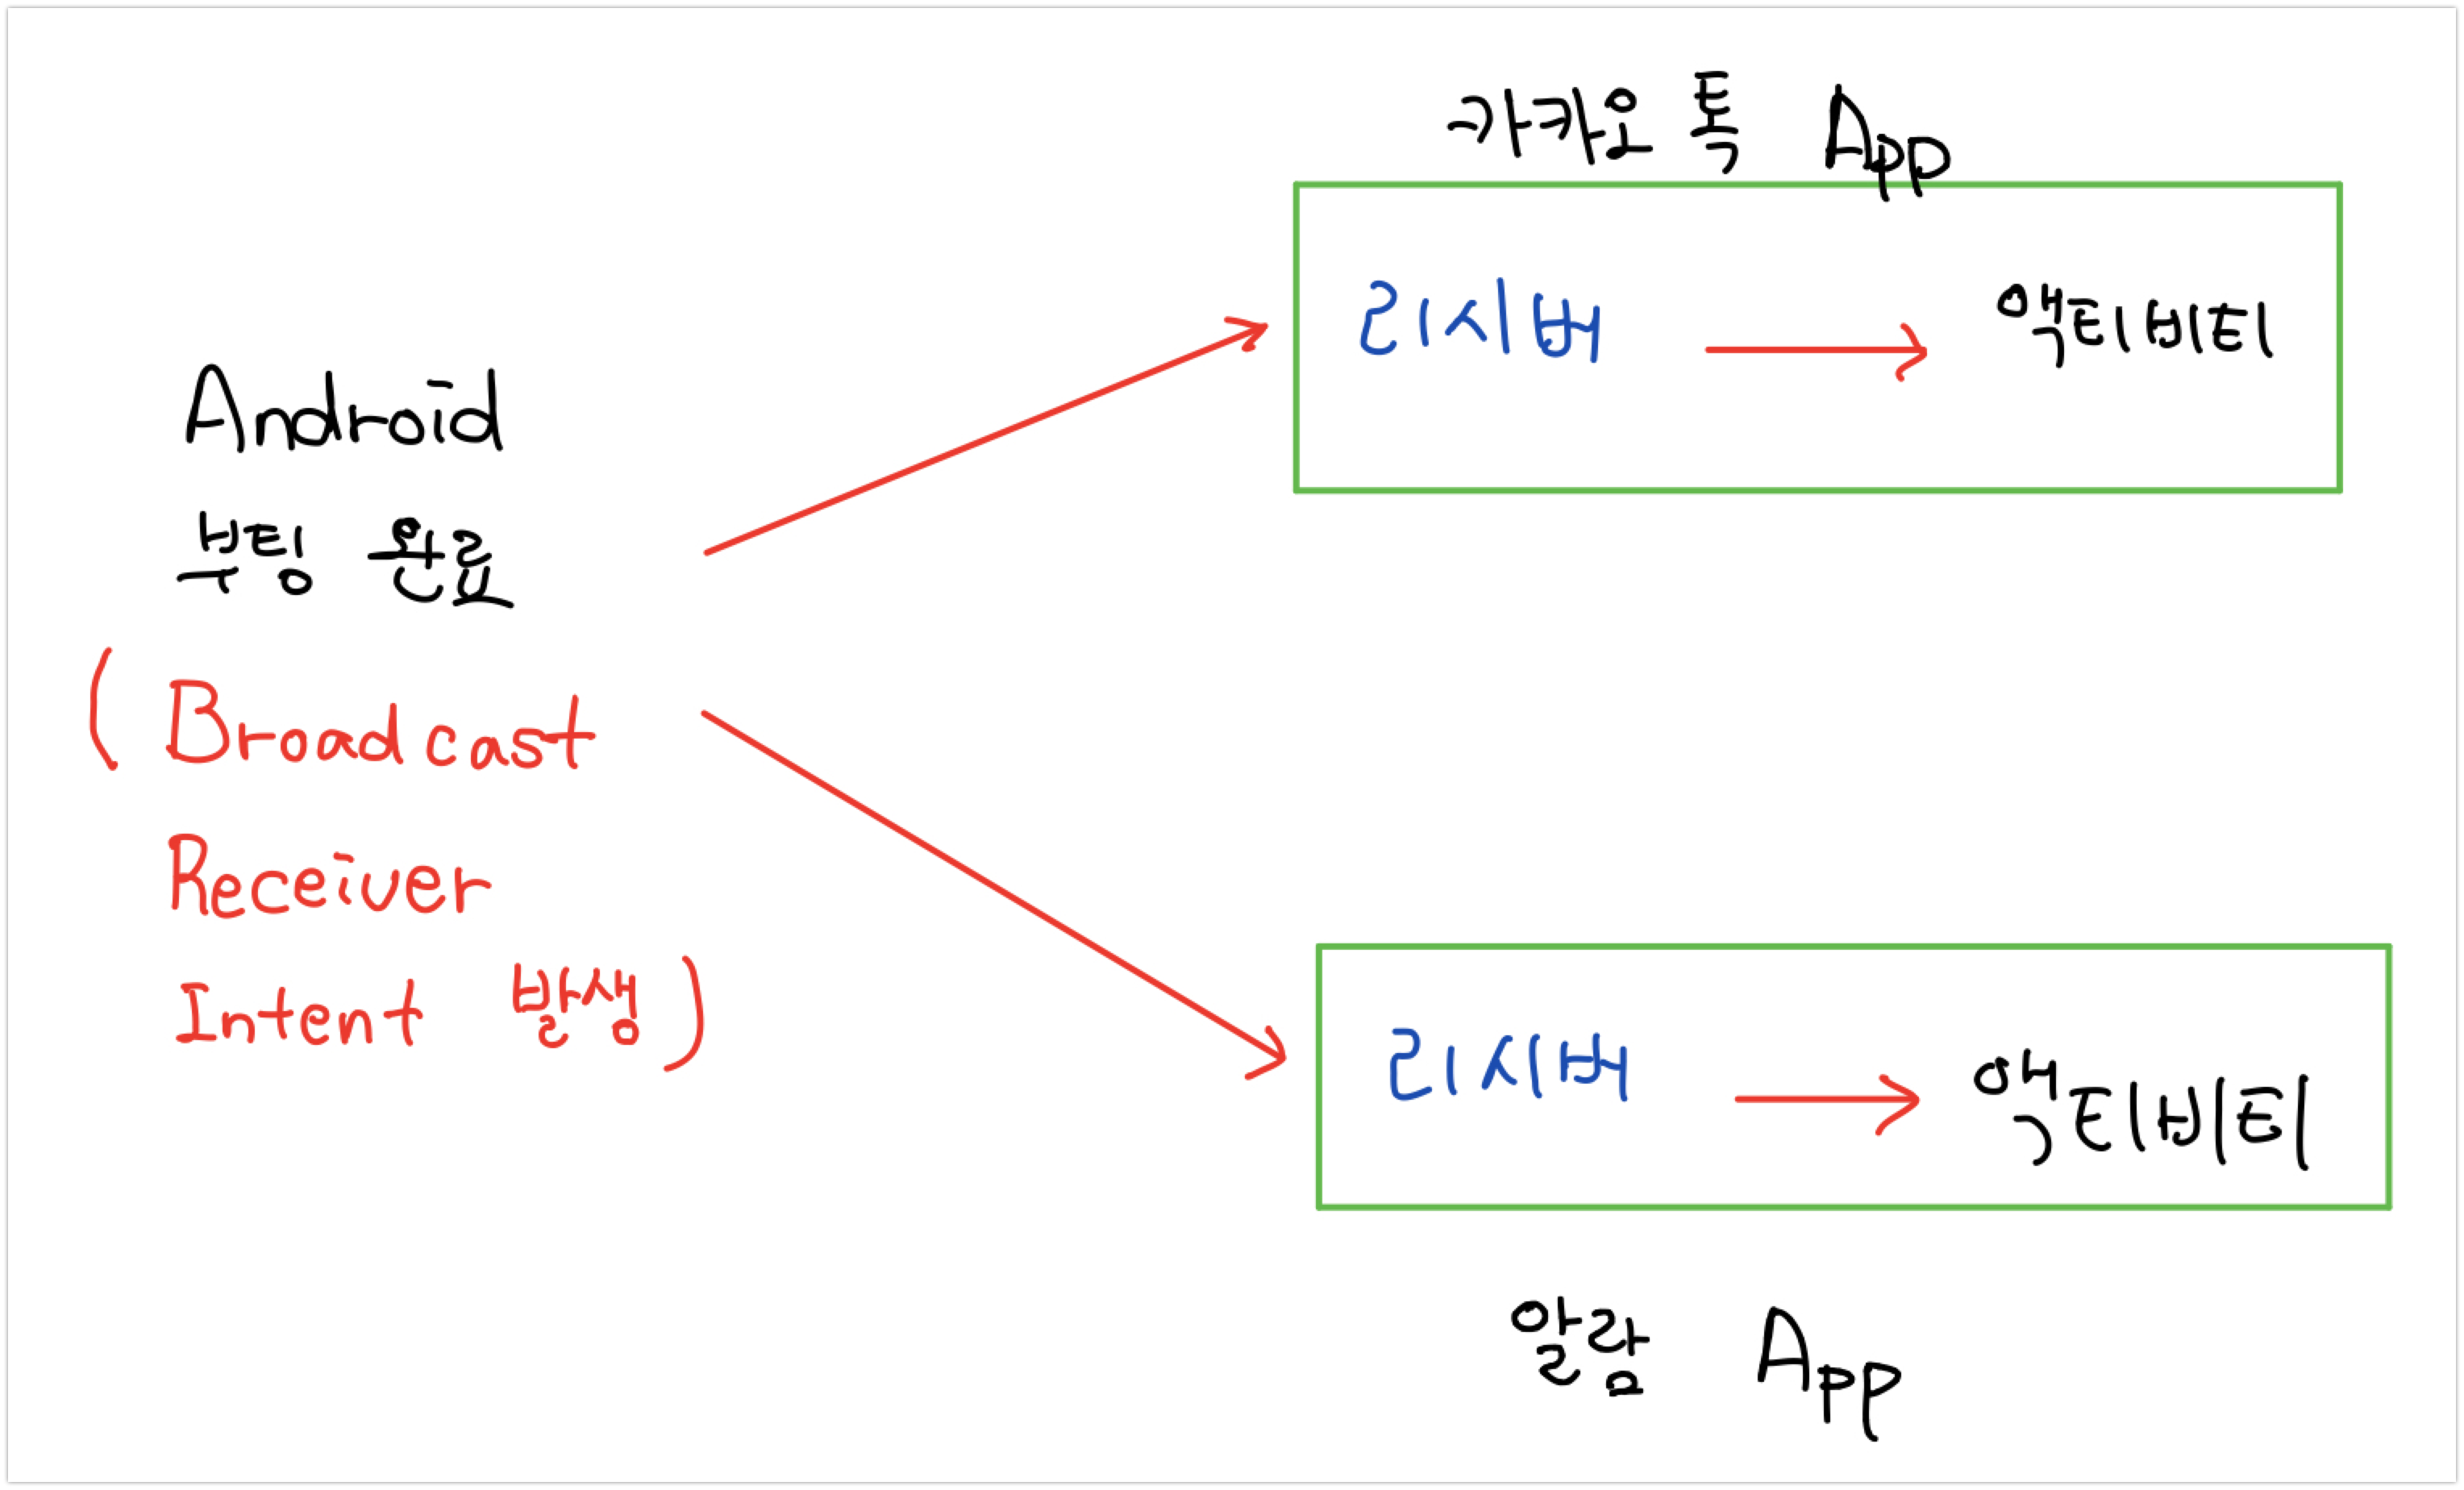 Android
부팅 완료
(Broadcast
Receiver
Intent 발생)
카카오톡 App
리시버 → 액티비티
리시버 → 액티비티
알람 App